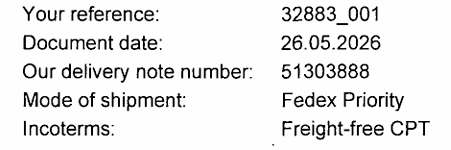 Your reference: 32883_001
Document date: 26.05.2026
Our delivery note number: 51303888
Mode of shipment: Fedex Priority
Incoterms: Freight-free CPT